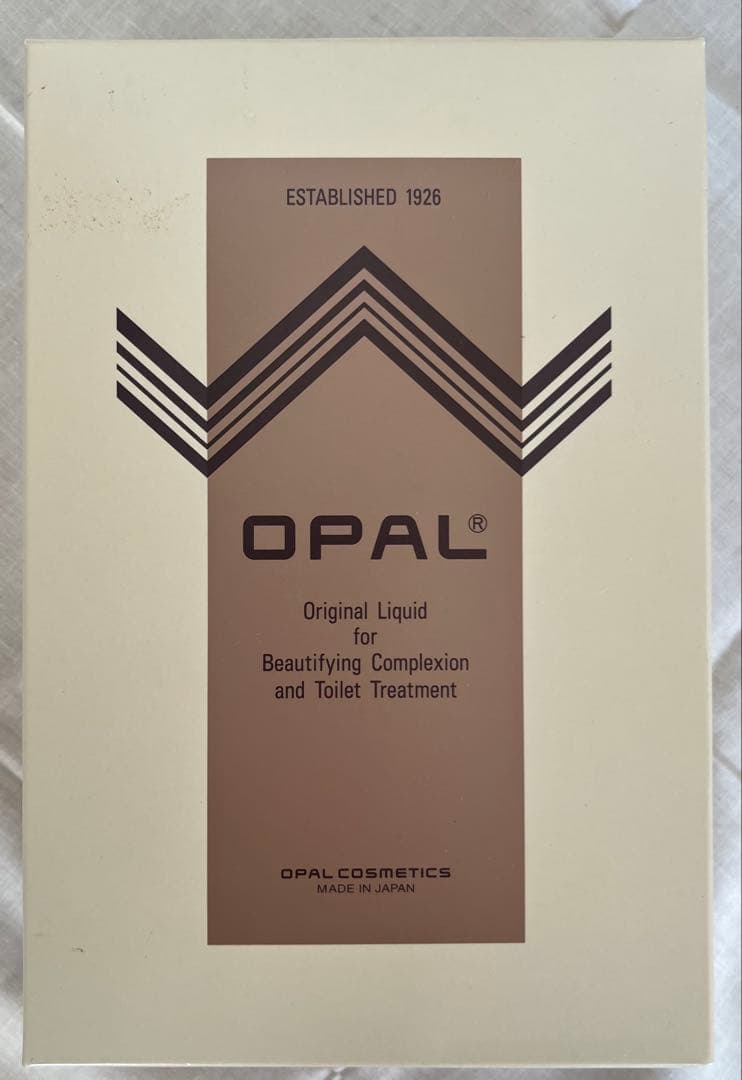 ESTABLISHED 1926
OPAL®
Original Liquid
for
Beautifying Complexion
and Toilet Treatment
OPAL COSMETICS
MADE IN JAPAN